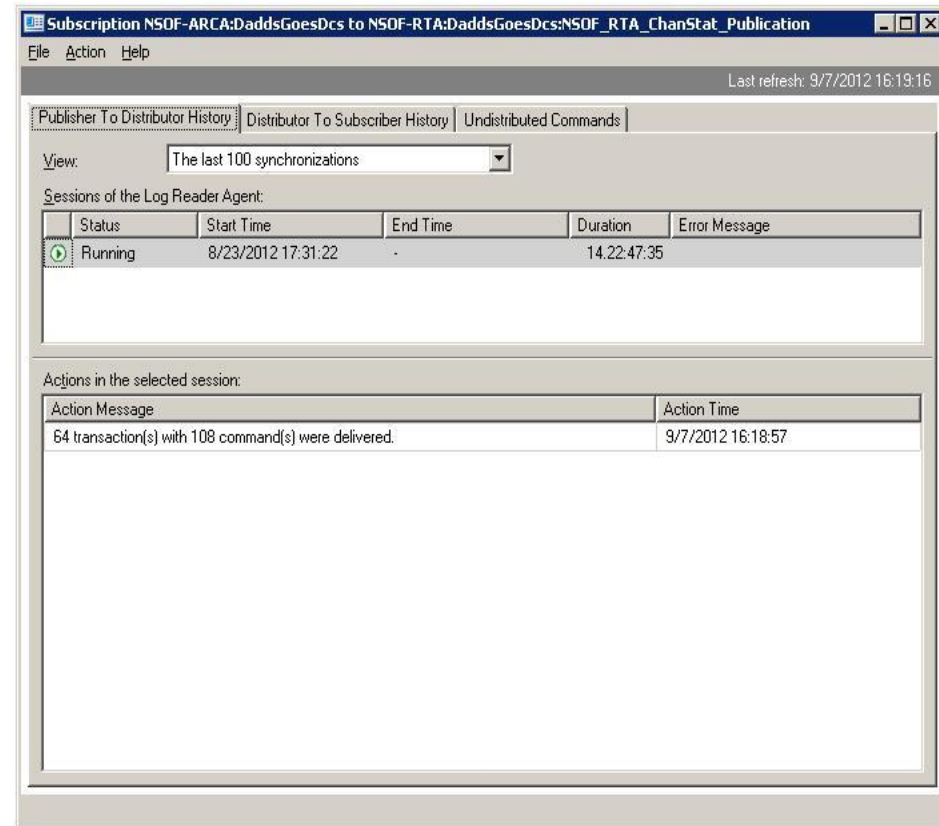 Subscription NSOF-ARCA:DaddsGoesDcs to NSOF-RTA:DaddsGoesDcs:NSOF_RTA_ChanStat_Publication
File Action Help
Last refresh: 9/7/2012 16:19:16
Publisher To Distributor History Distributor To Subscriber History Undistributed Commands
View: The last 100 synchronizations
Sessions of the Log Reader Agent:
Status Start Time End Time Duration Error Message
Running 8/23/2012 17:31:22 - 14.22:47:35
Actions in the selected session:
Action Message Action Time
64 transaction(s) with 108 command(s) were delivered. 9/7/2012 16:18:57